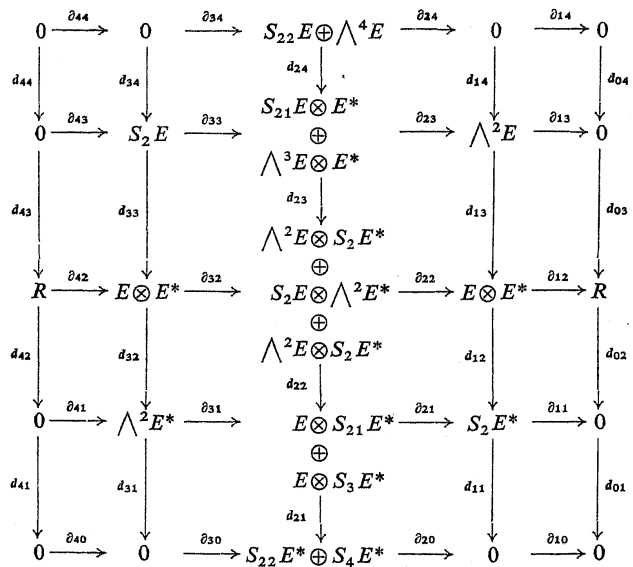 ∂₄₄ ∂₃₄ ∂₂₄ ∂₁₄
0 → 0 → S₂₂E ⊕ ⋀⁴E → 0 → 0
d₄₄ d₃₄ d₂₄ d₁₄ d₀₄
S₂₁E ⊗ E*
∂₄₃ ∂₃₃ ∂₂₃ ∂₁₃
0 → S₂E → ⊕ → ⋀²E → 0
⋀³E ⊗ E*
d₄₃ d₃₃ d₂₃ d₁₃ d₀₃
⋀²E ⊗ S₂E*
⊕
∂₄₂ ∂₃₂ ∂₂₂ ∂₁₂
R → E ⊗ E* → S₂E ⊗ ⋀²E* → E ⊗ E* → R
⊕
⋀²E ⊗ S₂E*
d₄₂ d₃₂ d₂₂ d₁₂ d₀₂
∂₄₁ ∂₃₁ ∂₂₁ ∂₁₁
0 → ⋀²E* → E ⊗ S₂₁E* → S₂E* → 0
⊕
E ⊗ S₃E*
d₄₁ d₃₁ d₂₁ d₁₁ d₀₁
∂₄₀ ∂₃₀ ∂₂₀ ∂₁₀
0 → 0 → S₂₂E* ⊕ S₄E* → 0 → 0